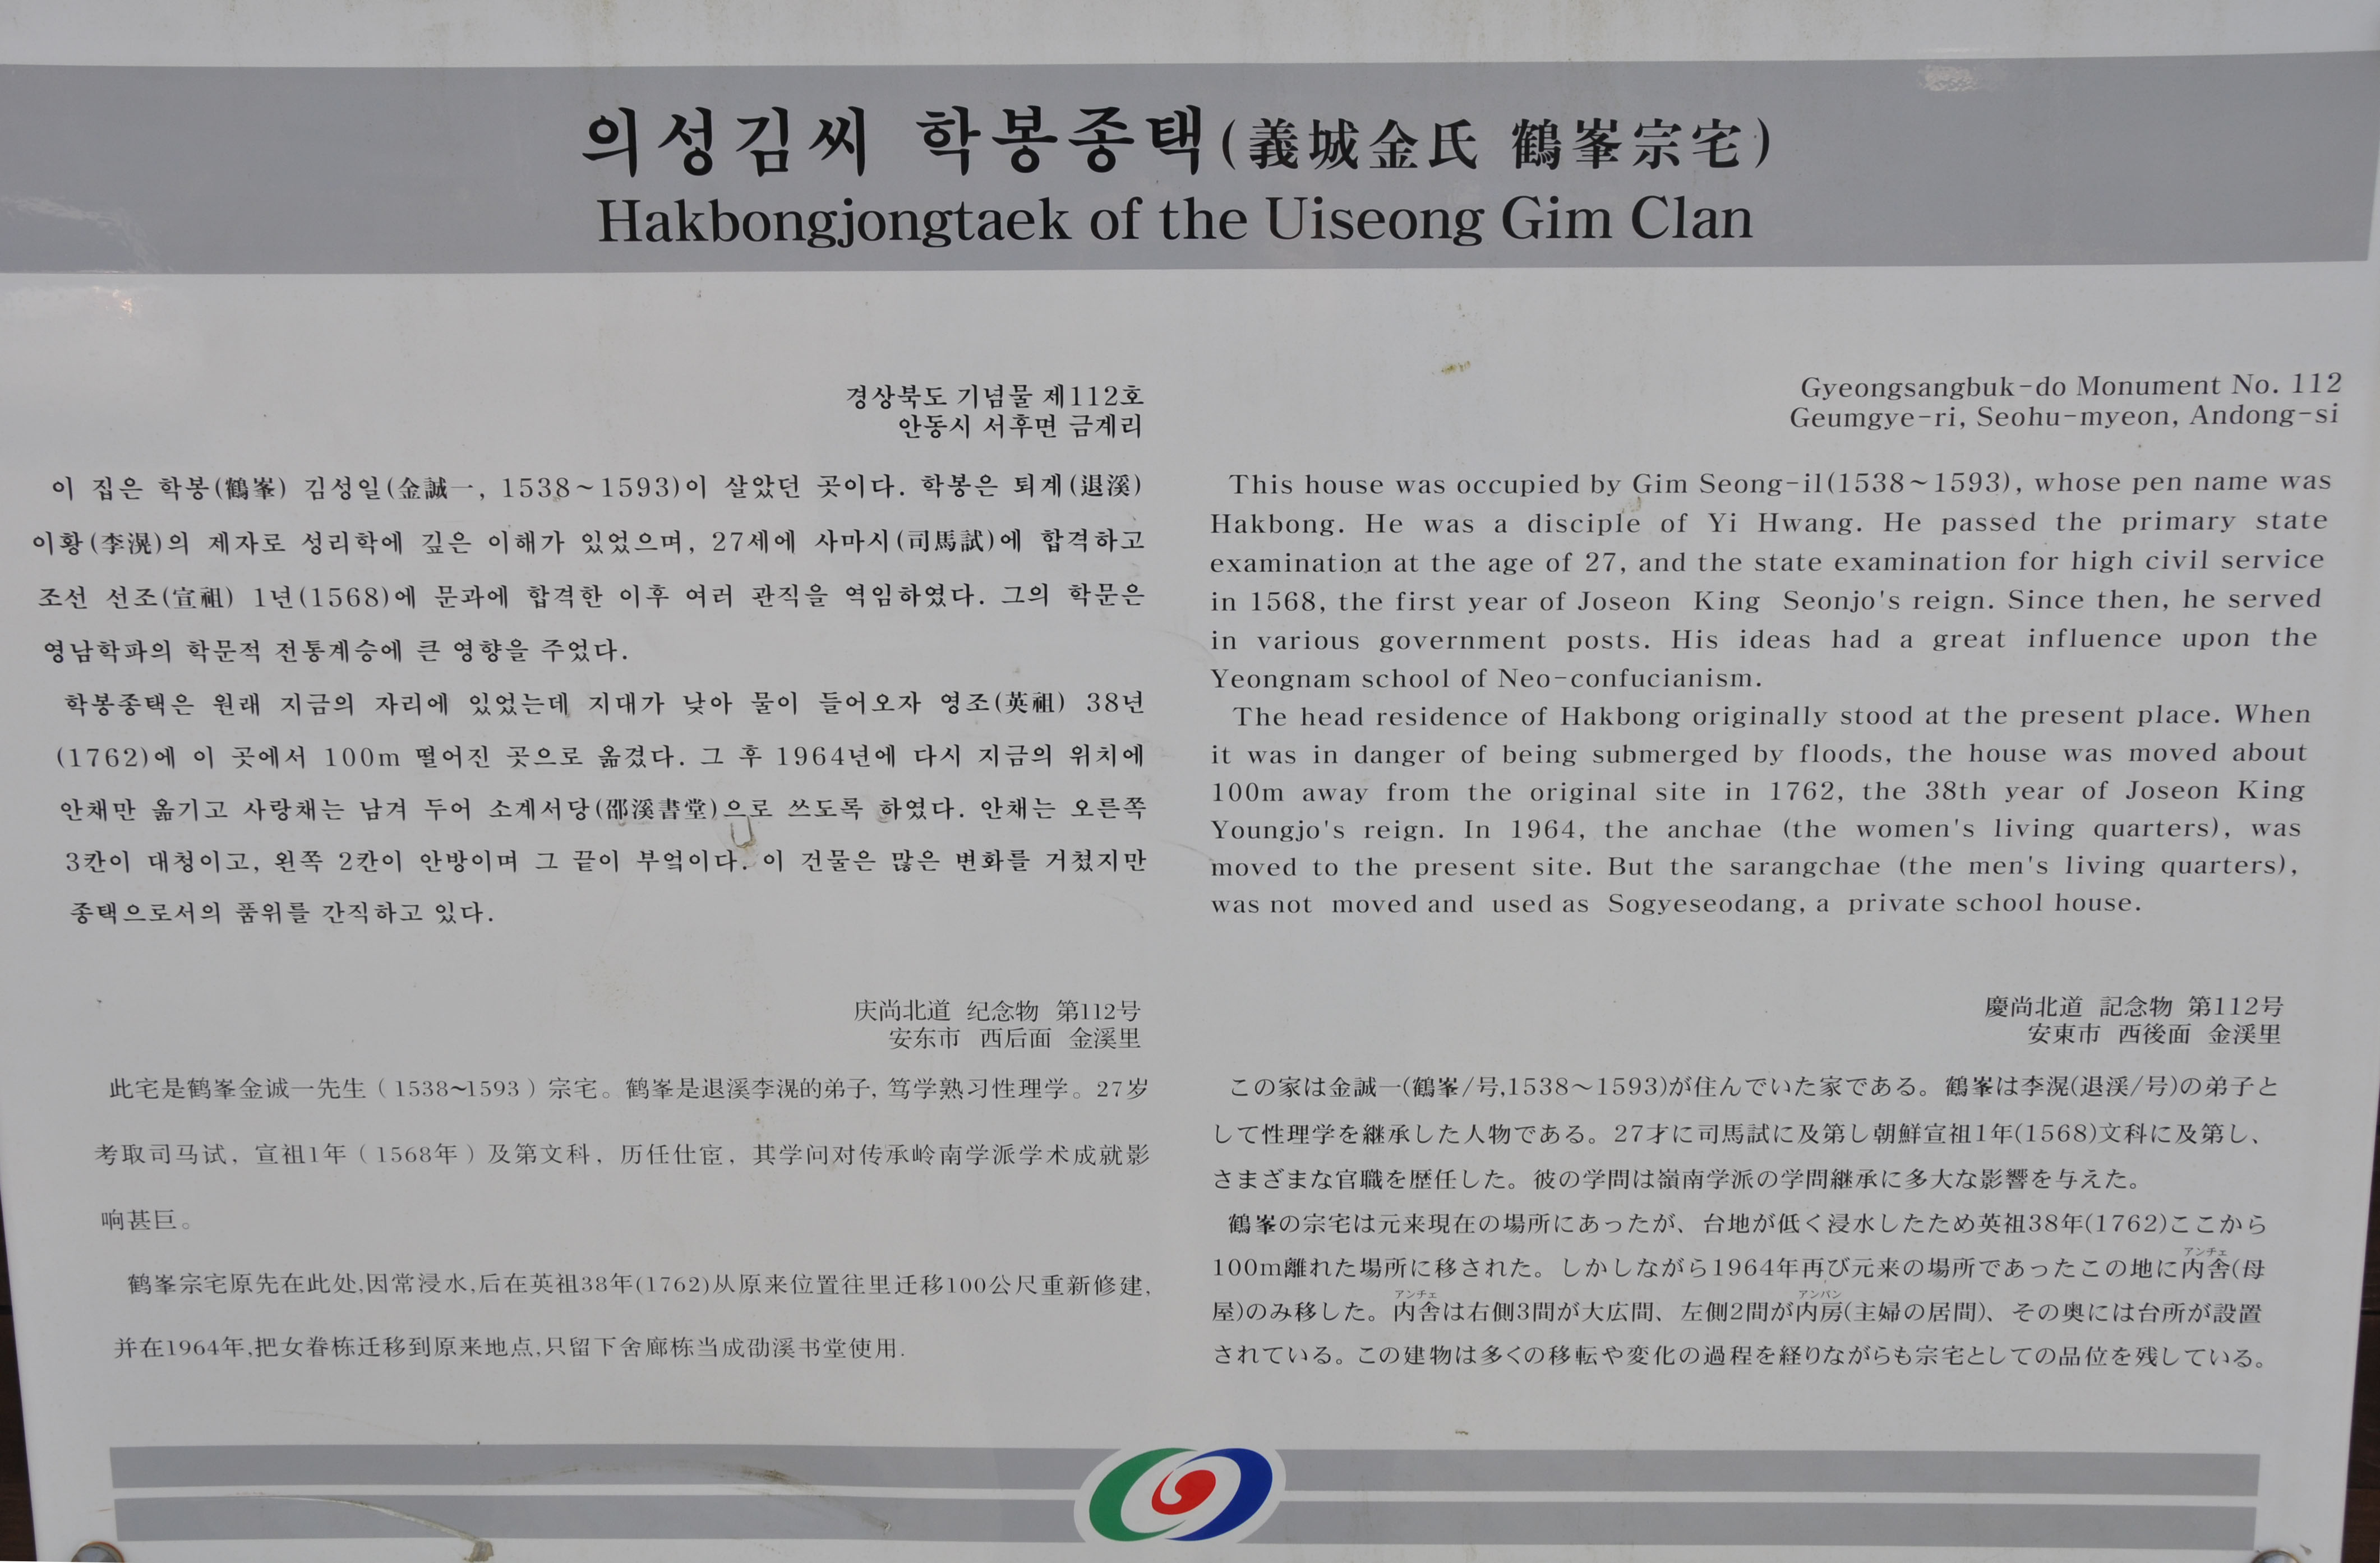 의성김씨 학봉종택(義城金氏 鶴峯宗宅)
Hakbongjongtaek of the Uiseong Gim Clan
경상북도 기념물 제112호
안동시 서후면 금계리
이 집은 학봉(鶴峯) 김성일(金誠一, 1538~1593)이 살았던 곳이다. 학봉은 퇴계(退溪)
이황(李滉)의 제자로 성리학에 깊은 이해가 있었으며, 27세에 사마시(司馬試)에 합격하고
조선 선조(宣祖) 1년(1568)에 문과에 합격한 이후 여러 관직을 역임하였다. 그의 학문은
영남학파의 학문적 전통계승에 큰 영향을 주었다.
학봉종택은 원래 지금의 자리에 있었는데 지대가 낮아 물이 들어오자 영조(英祖) 38년
(1762)에 이 곳에서 100m 떨어진 곳으로 옮겼다. 그 후 1964년에 다시 지금의 위치에
안채만 옮기고 사랑채는 남겨 두어 소계서당(邵溪書堂)으로 쓰도록 하였다. 안채는 오른쪽
3칸이 대청이고, 왼쪽 2칸이 안방이며 그 끝이 부엌이다. 이 건물은 많은 변화를 거쳤지만
종택으로서의 품위를 간직하고 있다.
Gyeongsangbuk-do Monument No. 112
Geumgye-ri, Seohu-myeon, Andong-si
This house was occupied by Gim Seong-il(1538~1593), whose pen name was
Hakbong. He was a disciple of Yi Hwang. He passed the primary state
examination at the age of 27, and the state examination for high civil service
in 1568, the first year of Joseon King Seonjo's reign. Since then, he served
in various government posts. His ideas had a great influence upon the
Yeongnam school of Neo-confucianism.
The head residence of Hakbong originally stood at the present place. When
it was in danger of being submerged by floods, the house was moved about
100m away from the original site in 1762, the 38th year of Joseon King
Youngjo's reign. In 1964, the anchae (the women's living quarters), was
moved to the present site. But the sarangchae (the men's living quarters),
was not moved and used as Sogyeseodang, a private school house.
庆尚北道 纪念物 第112号
安东市 西后面 金溪里
此宅是鹤峯金诚一先生（1538~1593）宗宅。鹤峯是退溪李滉的弟子, 笃学熟习性理学。27岁
考取司马试, 宣祖1年（1568年）及第文科, 历任仕宦, 其学问对传承岭南学派学术成就影
响甚巨。
鹤峯宗宅原先在此处,因常浸水,后在英祖38年(1762)从原来位置往里迁移100公尺重新修建,
并在1964年,把女眷栋迁移到原来地点,只留下舍廊栋当成劭溪书堂使用.
慶尚北道 記念物 第112号
安東市 西後面 金渓里
この家は金誠一(鶴峯/号,1538～1593)が住んでいた家である。鶴峯は李滉(退渓/号)の弟子と
して性理学を継承した人物である。27才に司馬試に及第し朝鮮宣祖1年(1568)文科に及第し、
さまざまな官職を歴任した。彼の学問は嶺南学派の学問継承に多大な影響を与えた。
鶴峯の宗宅は元来現在の場所にあったが、台地が低く浸水したため英祖38年(1762)ここから
アンチェ
100m離れた場所に移された。しかしながら1964年再び元来の場所であったこの地に内舎(母
アンチェ アンバン
屋)のみ移した。内舎は右側3間が大広間、左側2間が内房(主婦の居間)、その奥には台所が設置
されている。この建物は多くの移転や変化の過程を経りながらも宗宅としての品位を残している。